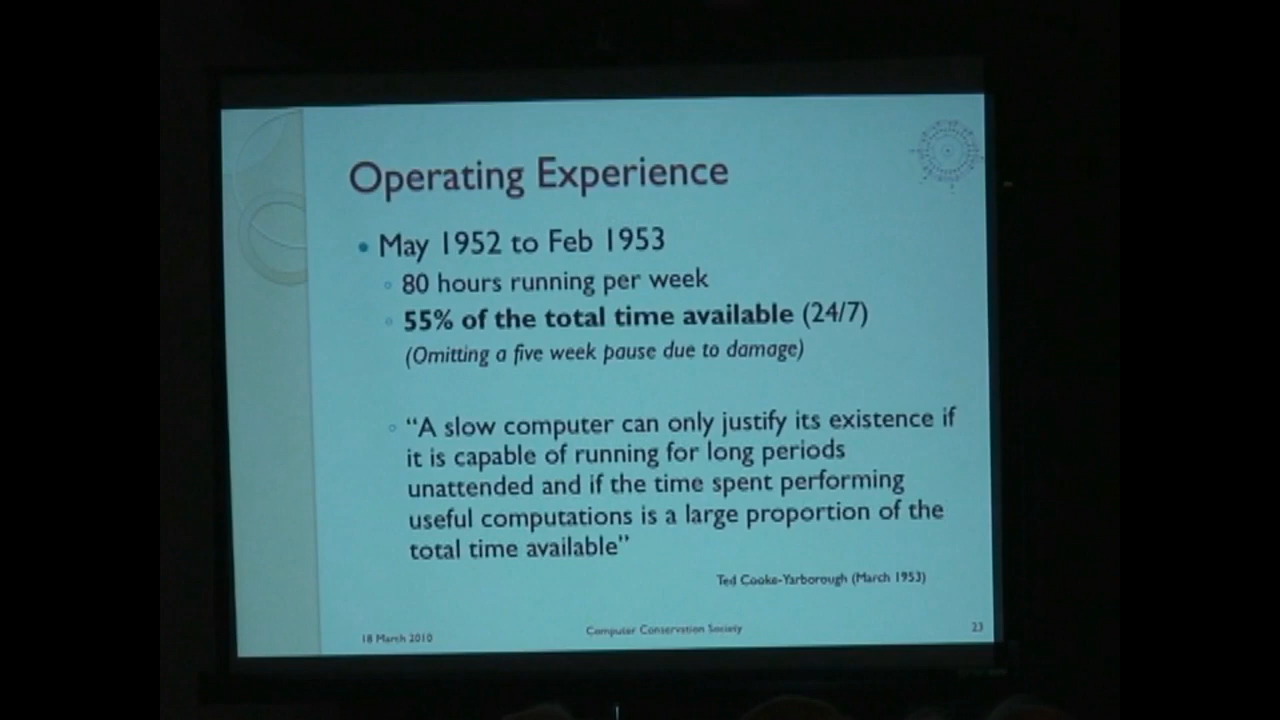 Operating Experience
• May 1952 to Feb 1953
◦ 80 hours running per week
◦ 55% of the total time available (24/7)
(Omitting a five week pause due to damage)
◦ “A slow computer can only justify its existence if
it is capable of running for long periods
unattended and if the time spent performing
useful computations is a large proportion of the
total time available”
Ted Cooke-Yarborough (March 1953)
18 March 2010
Computer Conservation Society
23